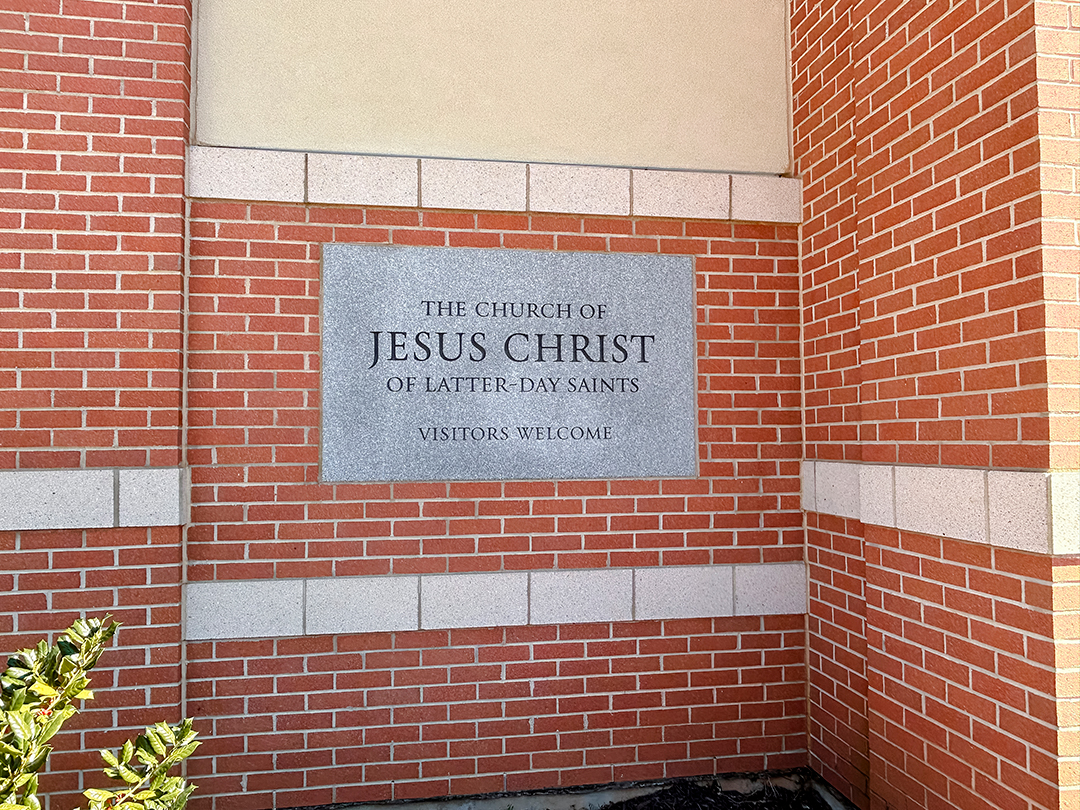 THE CHURCH OF
JESUS CHRIST
OF LATTER-DAY SAINTS
VISITORS WELCOME